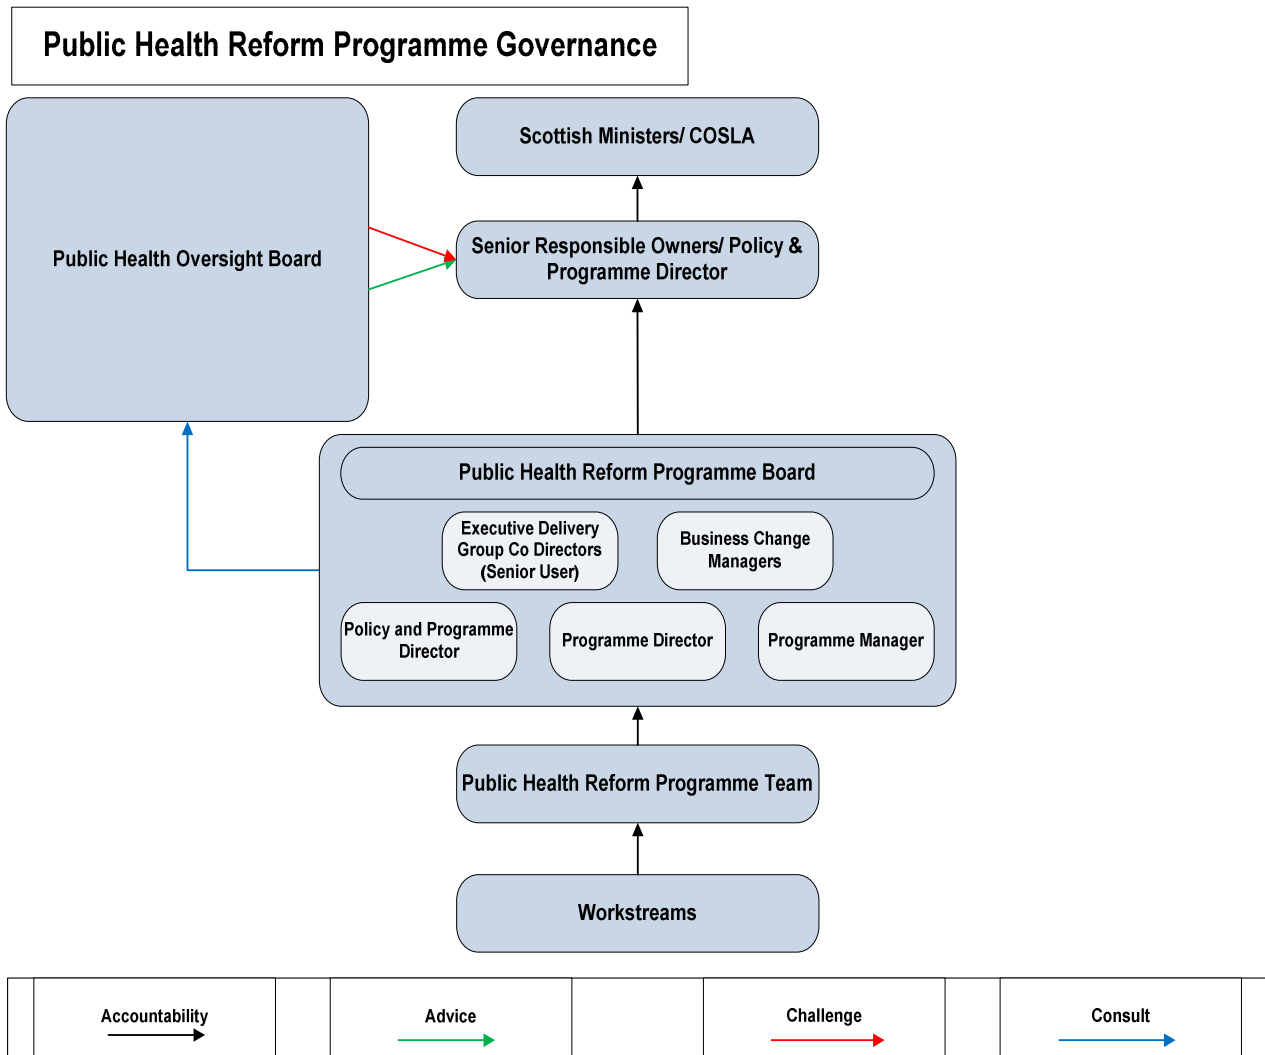 Public Health Reform Programme Governance
Scottish Ministers/ COSLA
Public Health Oversight Board
Senior Responsible Owners/ Policy &
Programme Director
Public Health Reform Programme Board
Executive Delivery
Group Co Directors
(Senior User)
Business Change
Managers
Policy and Programme
Director
Programme Director
Programme Manager
Public Health Reform Programme Team
Workstreams
Accountability
Advice
Challenge
Consult